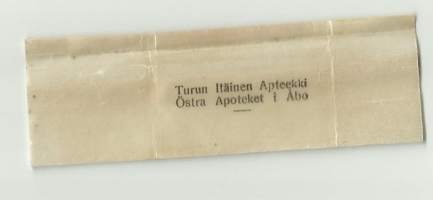 Turun Itäinen Apteekki
Östra Apoteket i Åbo